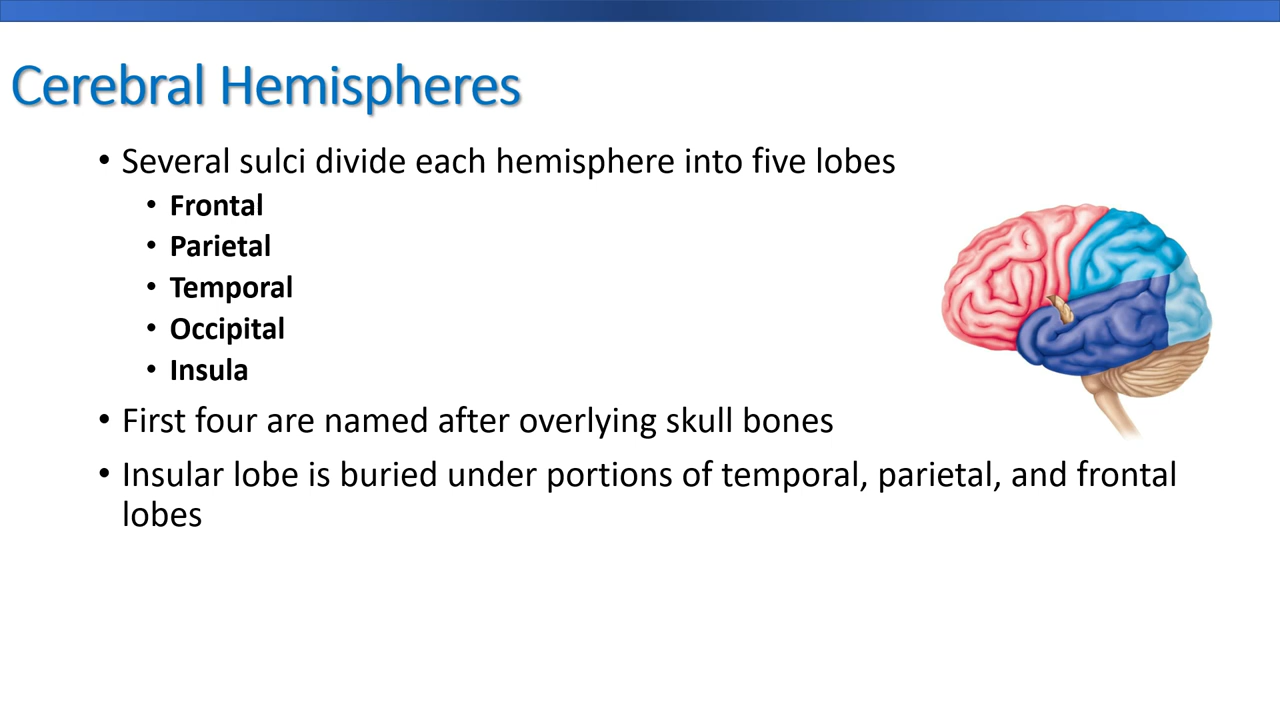 Cerebral Hemispheres
• Several sulci divide each hemisphere into five lobes
• Frontal
• Parietal
• Temporal
• Occipital
• Insula
• First four are named after overlying skull bones
• Insular lobe is buried under portions of temporal, parietal, and frontal
lobes